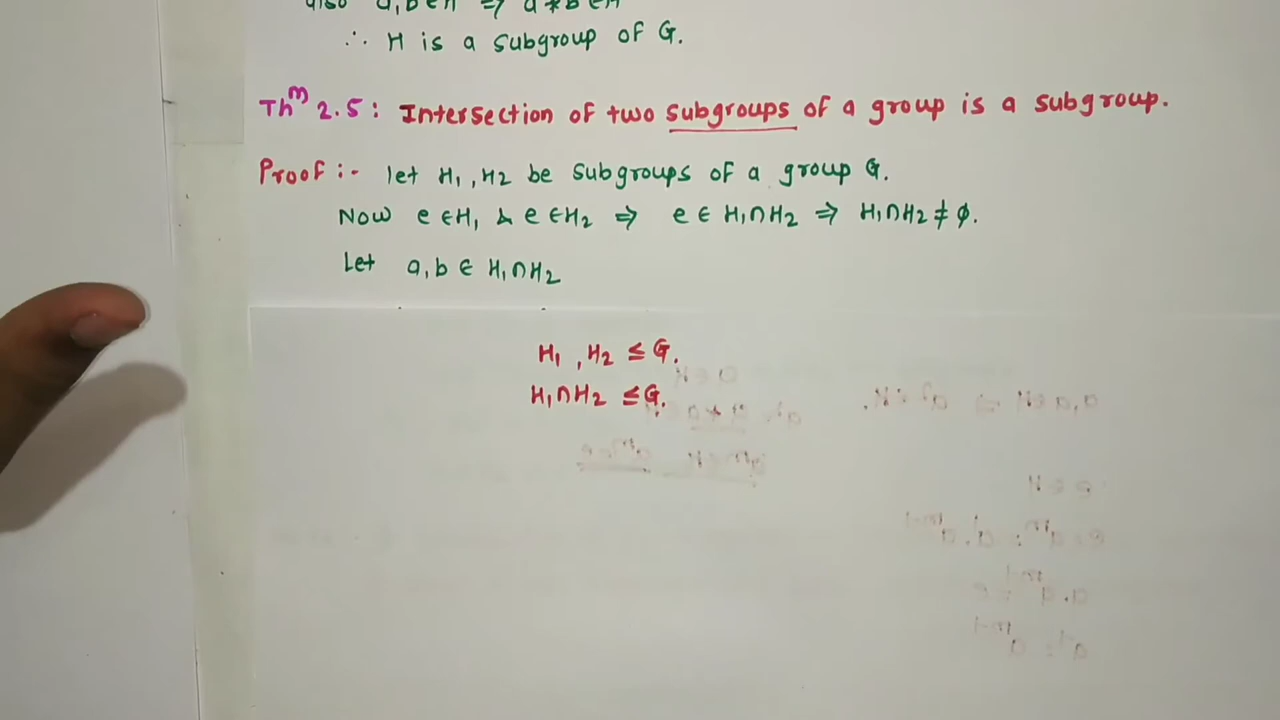 also a,b∈H ⇒ a*b∈H
∴ H is a subgroup of G.
Thᵐ 2.5: Intersection of two subgroups of a group is a subgroup.
Proof :- let H₁,H₂ be subgroups of a group G.
Now e∈H₁ & e∈H₂ ⇒ e∈H₁∩H₂ ⇒ H₁∩H₂≠φ.
Let a,b∈H₁∩H₂
H₁,H₂ ≤ G.
H₁∩H₂ ≤ G.